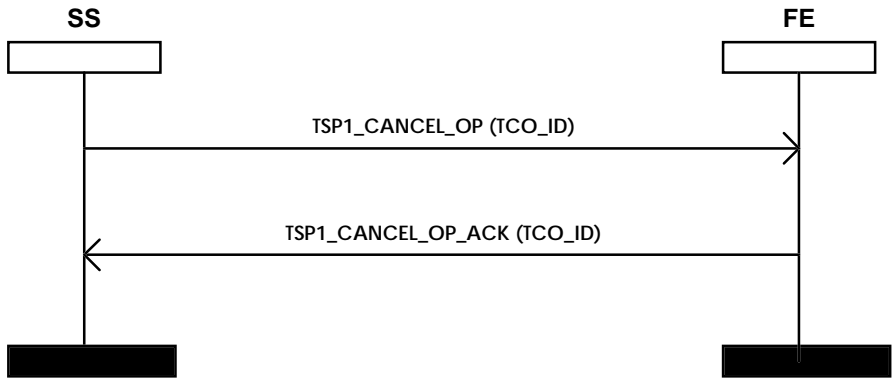 SS
FE
TSP1_CANCEL_OP (TCO_ID)
TSP1_CANCEL_OP_ACK (TCO_ID)